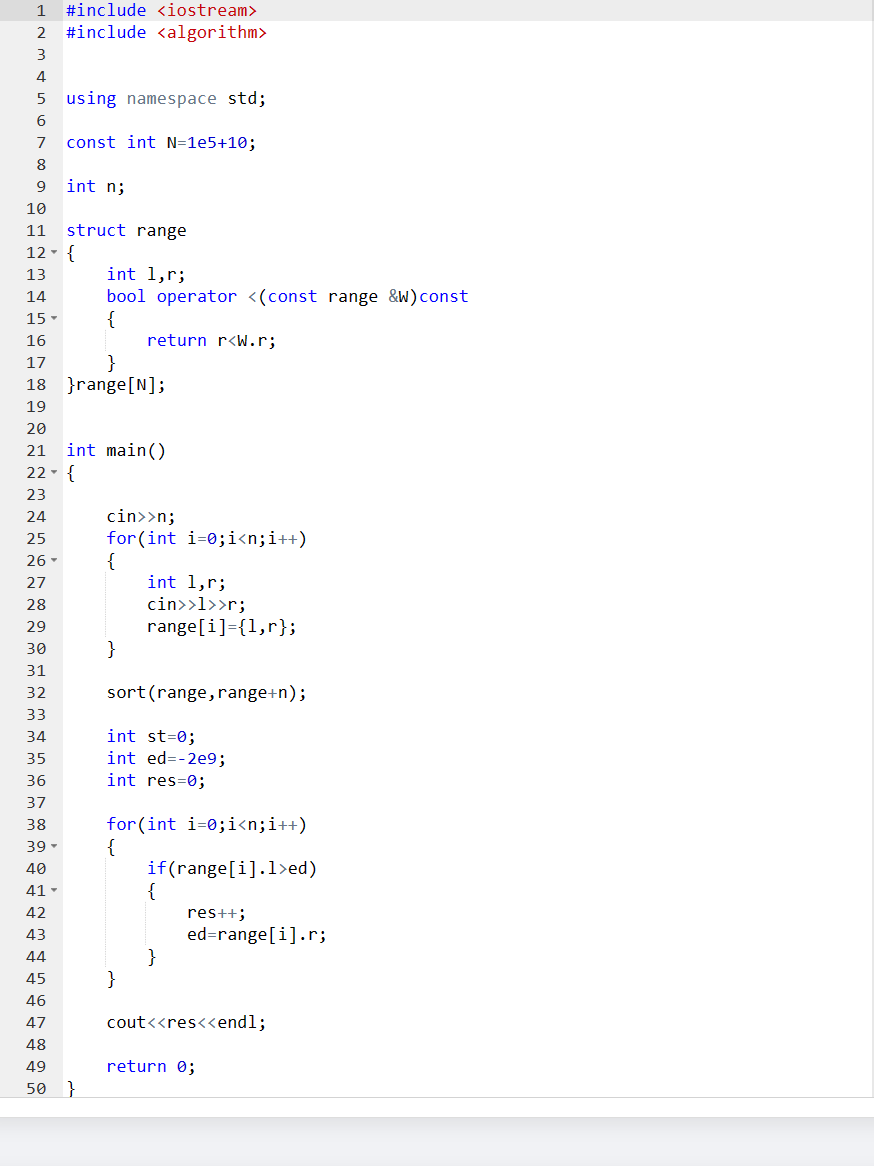 1 #include <iostream>
2 #include <algorithm>
3
4
5 using namespace std;
6
7 const int N=1e5+10;
8
9 int n;
10
11 struct range
12 {
13     int l,r;
14     bool operator <(const range &W)const
15     {
16         return r<W.r;
17     }
18 }range[N];
19
20
21 int main()
22 {
23
24     cin>>n;
25     for(int i=0;i<n;i++)
26     {
27         int l,r;
28         cin>>l>>r;
29         range[i]={l,r};
30     }
31
32     sort(range,range+n);
33
34     int st=0;
35     int ed=-2e9;
36     int res=0;
37
38     for(int i=0;i<n;i++)
39     {
40         if(range[i].l>ed)
41         {
42             res++;
43             ed=range[i].r;
44         }
45     }
46
47     cout<<res<<endl;
48
49     return 0;
50 }